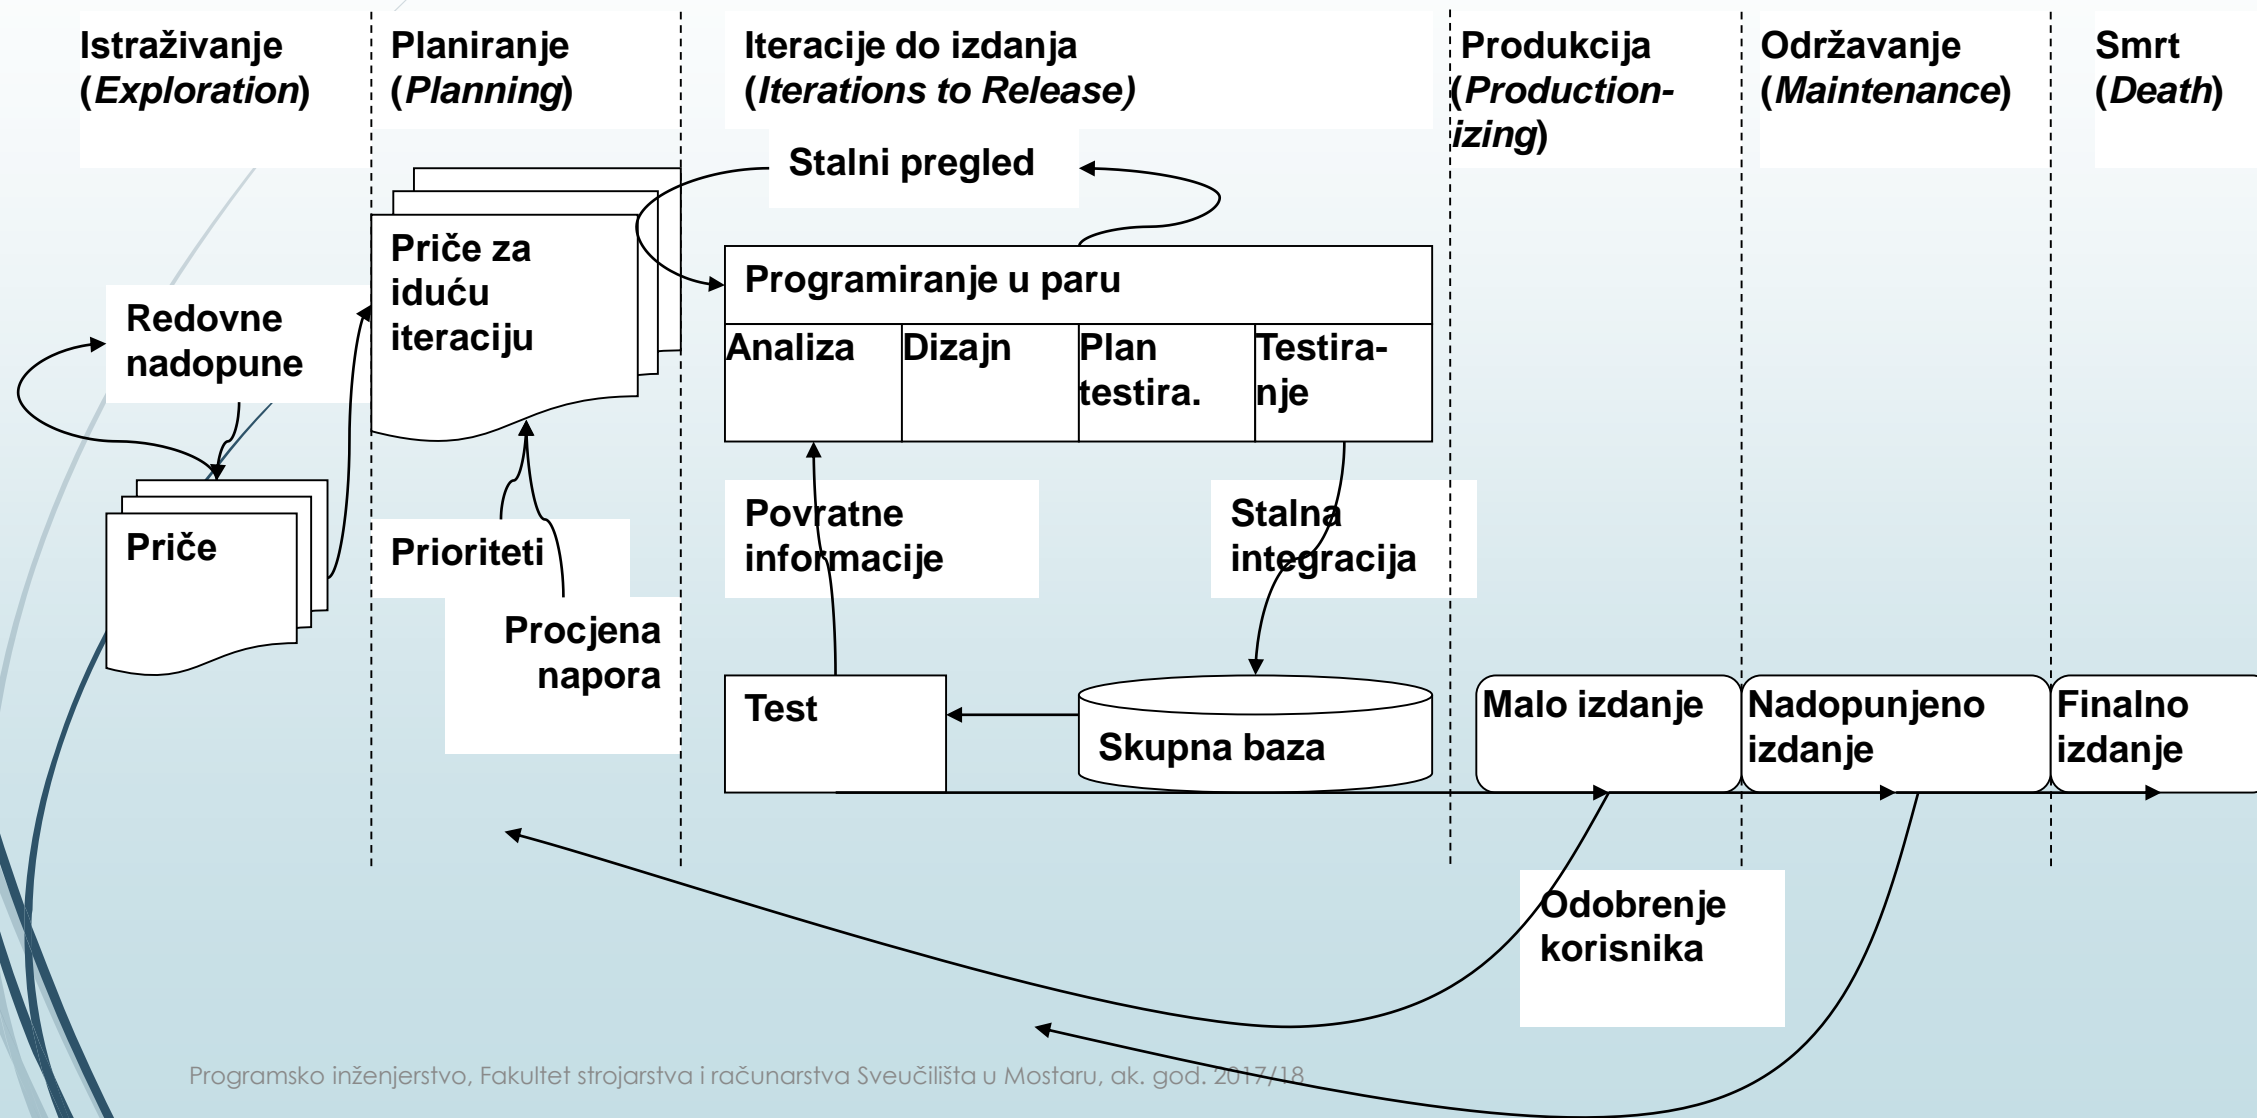 Istraživanje
(Exploration)
Planiranje
(Planning)
Iteracije do izdanja
(Iterations to Release)
Produkcija
(Production-
izing)
Održavanje
(Maintenance)
Smrt
(Death)
Stalni pregled
Priče za
iduću
iteraciju
Redovne
nadopune
Programiranje u paru
Analiza
Dizajn
Plan
testira.
Testira-
nje
Priče
Prioriteti
Procjena
napora
Povratne
informacije
Stalna
integracija
Test
Skupna baza
Malo izdanje
Nadopunjeno
izdanje
Finalno
izdanje
Odobrenje
korisnika
Programsko inženjerstvo, Fakultet strojarstva i računarstva Sveučilišta u Mostaru, ak. god. 2017/18